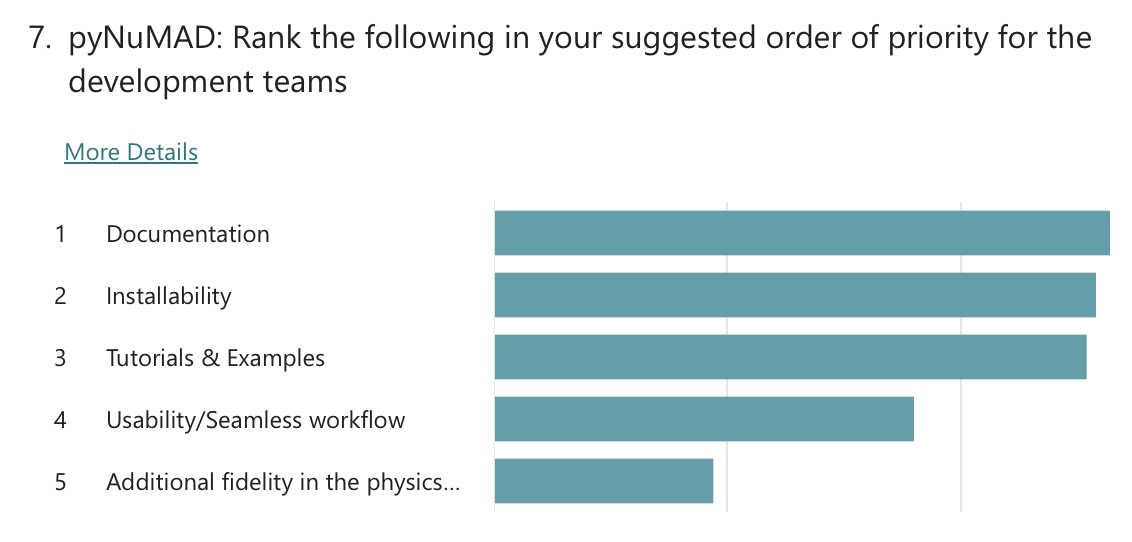 7. pyNuMAD: Rank the following in your suggested order of priority for the
development teams
More Details
1 Documentation
2 Installability
3 Tutorials & Examples
4 Usability/Seamless workflow
5 Additional fidelity in the physics...